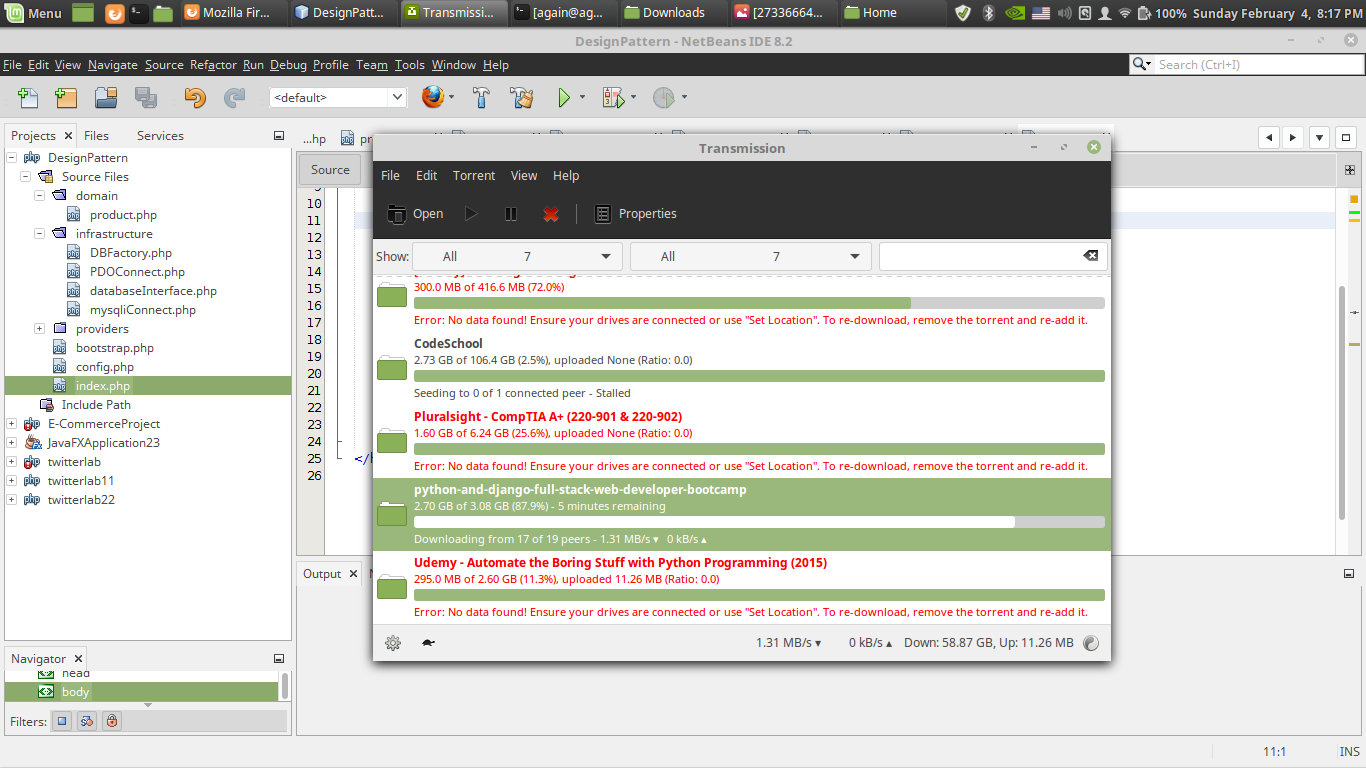 Menu Mozilla Fir... DesignPatt... Transmissi... [again@ag... Downloads [27336664... Home 100% Sunday February 4, 8:17 PM
DesignPattern - NetBeans IDE 8.2
File Edit View Navigate Source Refactor Run Debug Profile Team Tools Window Help
Search (Ctrl+I)
<default>
Projects Files Services
DesignPattern
Source Files
domain
product.php
infrastructure
DBFactory.php
PDOConnect.php
databaseInterface.php
mysqliConnect.php
providers
bootstrap.php
config.php
index.php
Include Path
E-CommerceProject
JavaFXApplication23
twitterlab
twitterlab11
twitterlab22
Navigator
head
body
Filters:
...hp
Source
10
11
12
13
14
15
16
17
18
19
20
21
22
23
24
25
26
Output
Transmission
File Edit Torrent View Help
Open Properties
Show: All 7 All 7
300.0 MB of 416.6 MB (72.0%)
Error: No data found! Ensure your drives are connected or use "Set Location". To re-download, remove the torrent and re-add it.
CodeSchool
2.73 GB of 106.4 GB (2.5%), uploaded None (Ratio: 0.0)
Seeding to 0 of 1 connected peer - Stalled
Pluralsight - CompTIA A+ (220-901 & 220-902)
1.60 GB of 6.24 GB (25.6%), uploaded None (Ratio: 0.0)
Error: No data found! Ensure your drives are connected or use "Set Location". To re-download, remove the torrent and re-add it.
python-and-django-full-stack-web-developer-bootcamp
2.70 GB of 3.08 GB (87.9%) - 5 minutes remaining
Downloading from 17 of 19 peers - 1.31 MB/s▾ 0 kB/s▴
Udemy - Automate the Boring Stuff with Python Programming (2015)
295.0 MB of 2.60 GB (11.3%), uploaded 11.26 MB (Ratio: 0.0)
Error: No data found! Ensure your drives are connected or use "Set Location". To re-download, remove the torrent and re-add it.
1.31 MB/s▾ 0 kB/s▴ Down: 58.87 GB, Up: 11.26 MB
11:1 INS